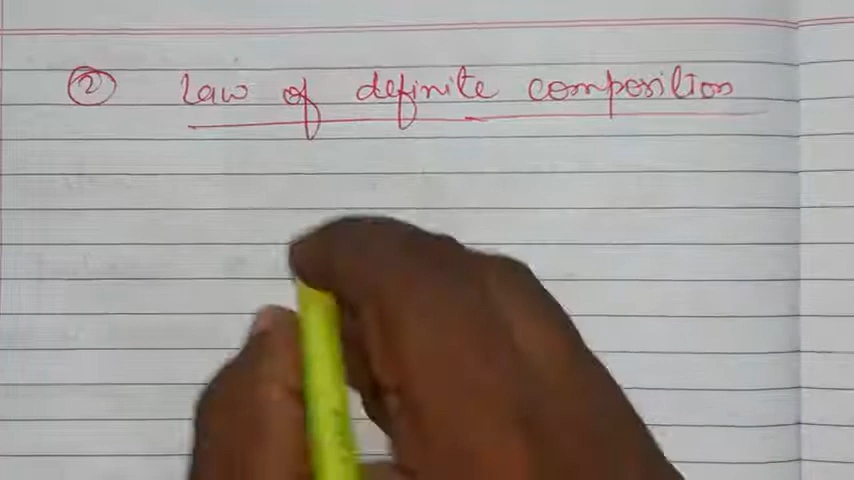 ② Law of definite composition